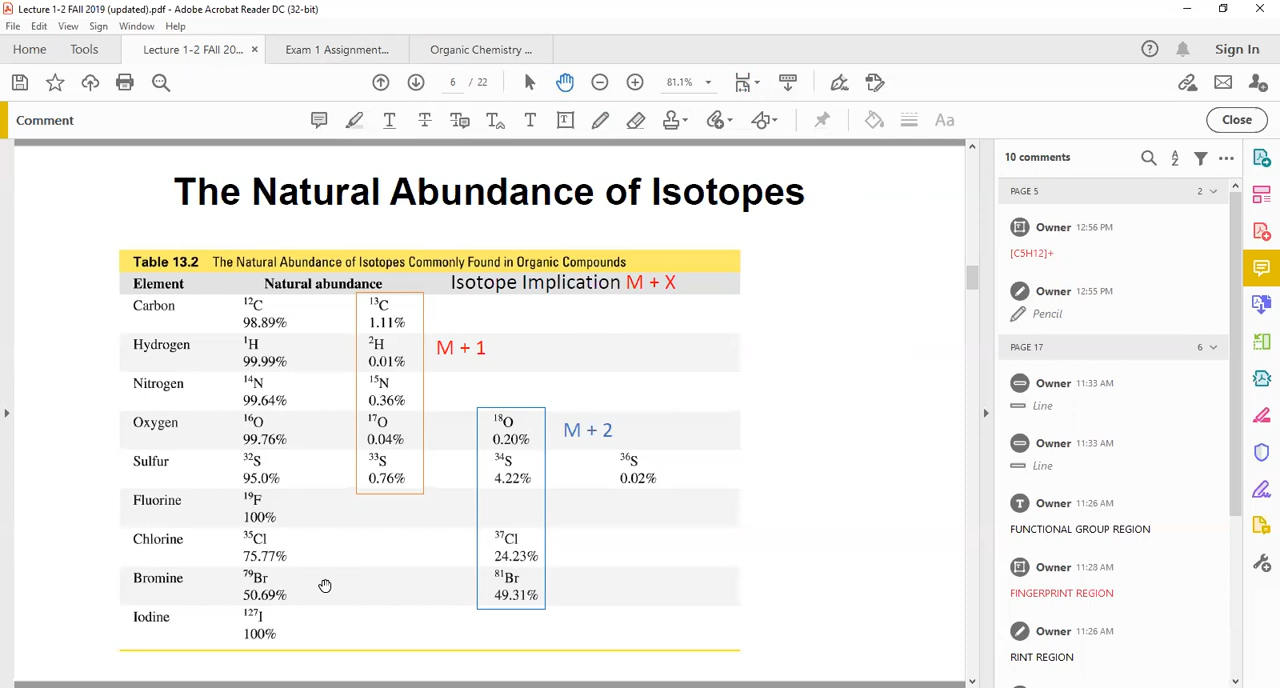 Lecture 1-2 FAll 2019 (updated).pdf - Adobe Acrobat Reader DC (32-bit)
File Edit View Sign Window Help
Home Tools Lecture 1-2 FAll 20... × Exam 1 Assignment... Organic Chemistry ... Sign In
6 / 22 81.1%
Comment Aa Close
The Natural Abundance of Isotopes
Table 13.2 The Natural Abundance of Isotopes Commonly Found in Organic Compounds
Element Natural abundance Isotope Implication M + X
Carbon ¹²C ¹³C
98.89% 1.11%
Hydrogen ¹H ²H M + 1
99.99% 0.01%
Nitrogen ¹⁴N ¹⁵N
99.64% 0.36%
Oxygen ¹⁶O ¹⁷O ¹⁸O M + 2
99.76% 0.04% 0.20%
Sulfur ³²S ³³S ³⁴S ³⁶S
95.0% 0.76% 4.22% 0.02%
Fluorine ¹⁹F
100%
Chlorine ³⁵Cl ³⁷Cl
75.77% 24.23%
Bromine ⁷⁹Br ⁸¹Br
50.69% 49.31%
Iodine ¹²⁷I
100%
10 comments
PAGE 5 2
Owner 12:56 PM
[C5H12]+
Owner 12:55 PM
Pencil
PAGE 17 6
Owner 11:33 AM
Line
Owner 11:33 AM
Line
Owner 11:26 AM
FUNCTIONAL GROUP REGION
Owner 11:28 AM
FINGERPRINT REGION
Owner 11:26 AM
RINT REGION